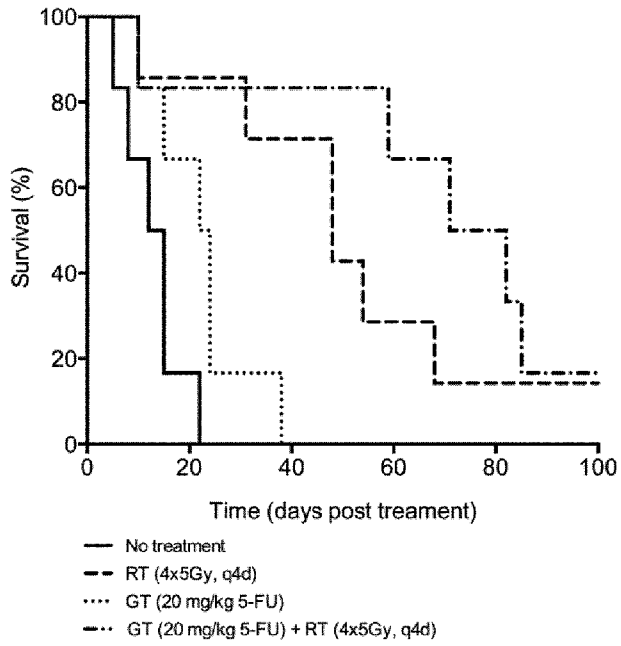 100
80
60
40
20
0
Survival (%)
0 20 40 60 80 100
Time (days post treament)
No treatment
RT (4x5Gy, q4d)
GT (20 mg/kg 5-FU)
GT (20 mg/kg 5-FU) + RT (4x5Gy, q4d)